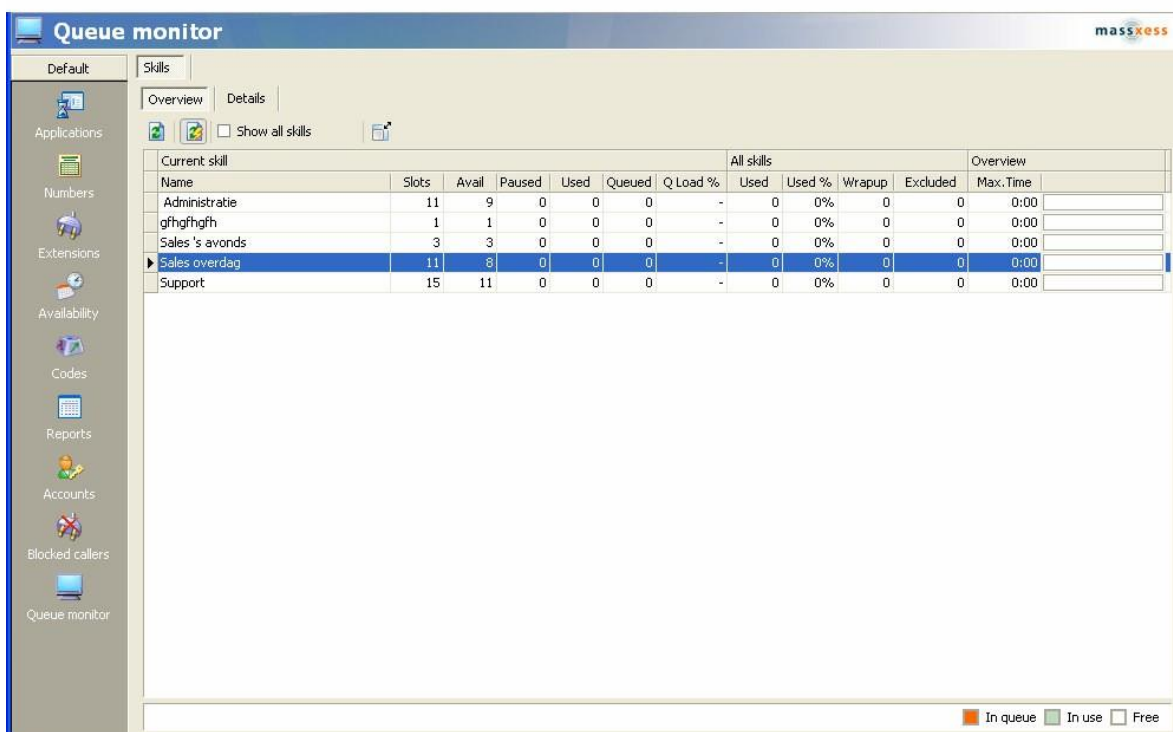 Queue monitor
massxess
Default
Applications
Numbers
Extensions
Availability
Codes
Reports
Accounts
Blocked callers
Queue monitor
Skills
Overview Details
Show all skills
Current skill All skills Overview
Name Slots Avail Paused Used Queued Q Load % Used Used % Wrapup Excluded Max.Time
Administratie 11 9 0 0 0 - 0 0% 0 0 0:00
gfhgfhgfh 1 1 0 0 0 - 0 0% 0 0 0:00
Sales 's avonds 3 3 0 0 0 - 0 0% 0 0 0:00
Sales overdag 11 8 0 0 0 - 0 0% 0 0 0:00
Support 15 11 0 0 0 - 0 0% 0 0 0:00
In queue In use Free